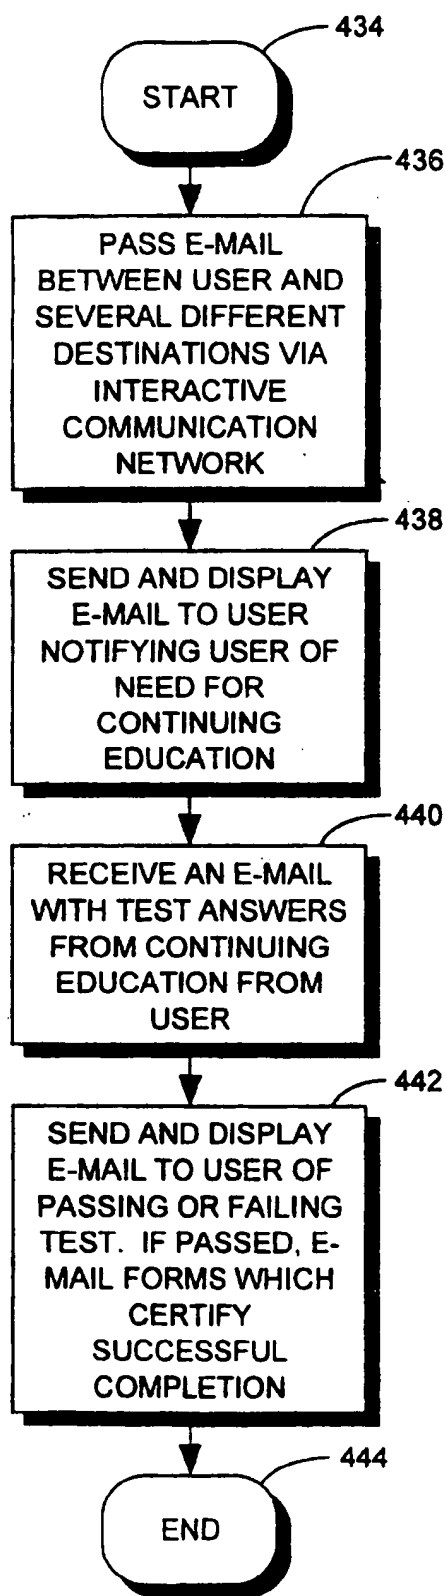 434
START
436
PASS E-MAIL
BETWEEN USER AND
SEVERAL DIFFERENT
DESTINATIONS VIA
INTERACTIVE
COMMUNICATION
NETWORK
438
SEND AND DISPLAY
E-MAIL TO USER
NOTIFYING USER OF
NEED FOR
CONTINUING
EDUCATION
440
RECEIVE AN E-MAIL
WITH TEST ANSWERS
FROM CONTINUING
EDUCATION FROM
USER
442
SEND AND DISPLAY
E-MAIL TO USER OF
PASSING OR FAILING
TEST. IF PASSED, E-
MAIL FORMS WHICH
CERTIFY
SUCCESSFUL
COMPLETION
444
END